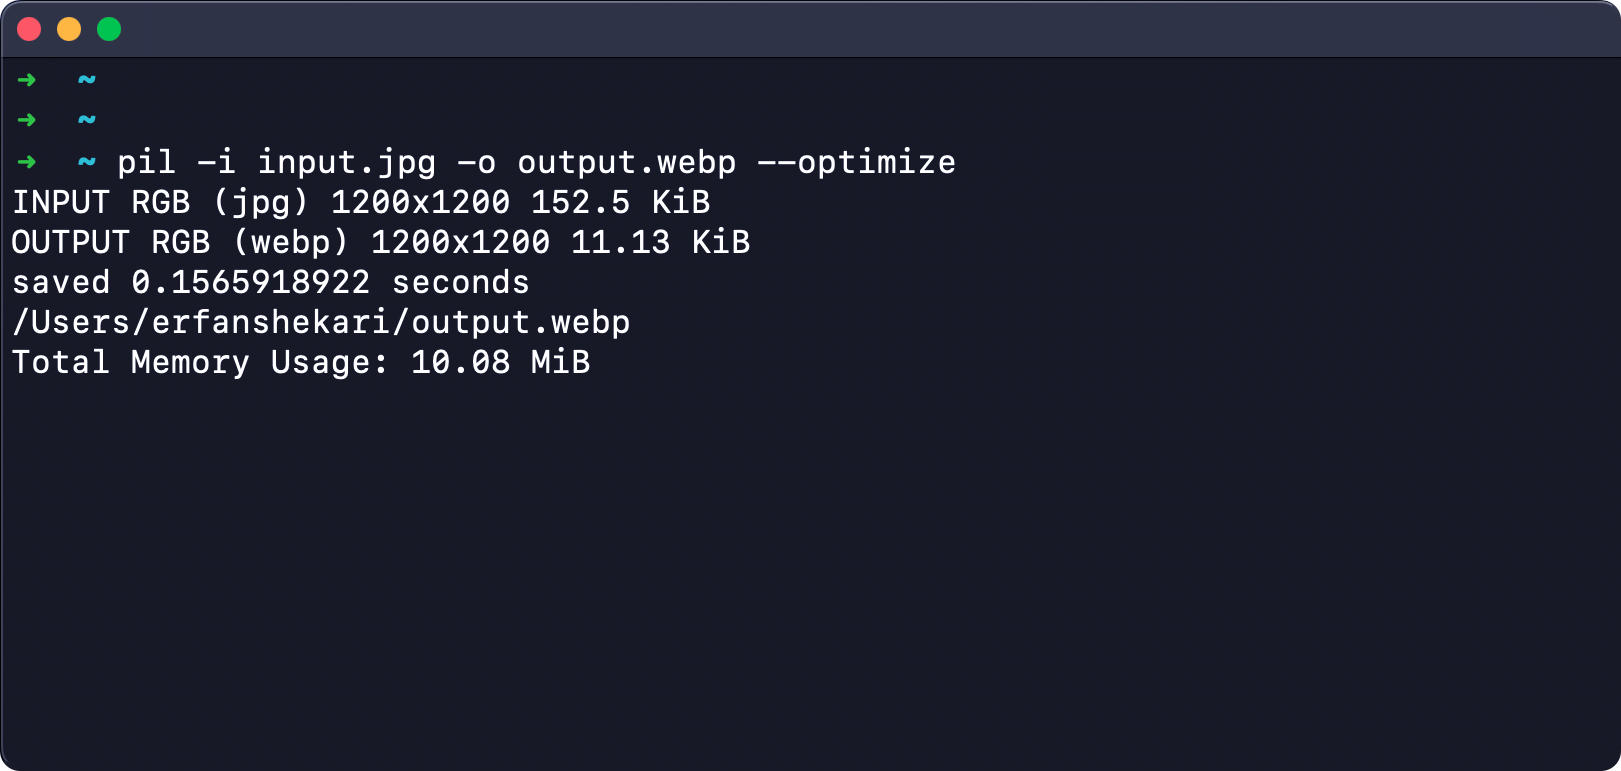 ➜ ~
➜ ~
➜ ~ pil -i input.jpg -o output.webp --optimize
INPUT RGB (jpg) 1200x1200 152.5 KiB
OUTPUT RGB (webp) 1200x1200 11.13 KiB
saved 0.1565918922 seconds
/Users/erfanshekari/output.webp
Total Memory Usage: 10.08 MiB